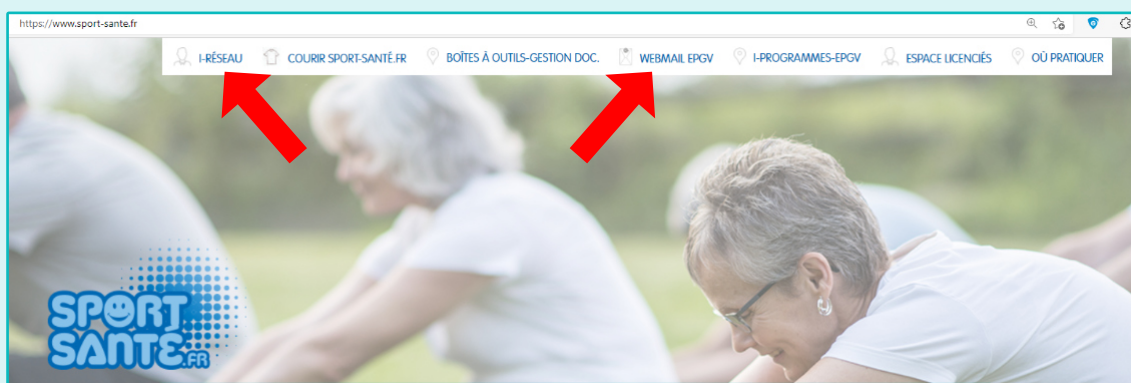 https://www.sport-sante.fr
I-RÉSEAU COURIR SPORT-SANTÉ.FR BOÎTES À OUTILS-GESTION DOC. WEBMAIL EPGV I-PROGRAMMES-EPGV ESPACE LICENCIÉS OÙ PRATIQUER
SPORT
SANTÉ.FR